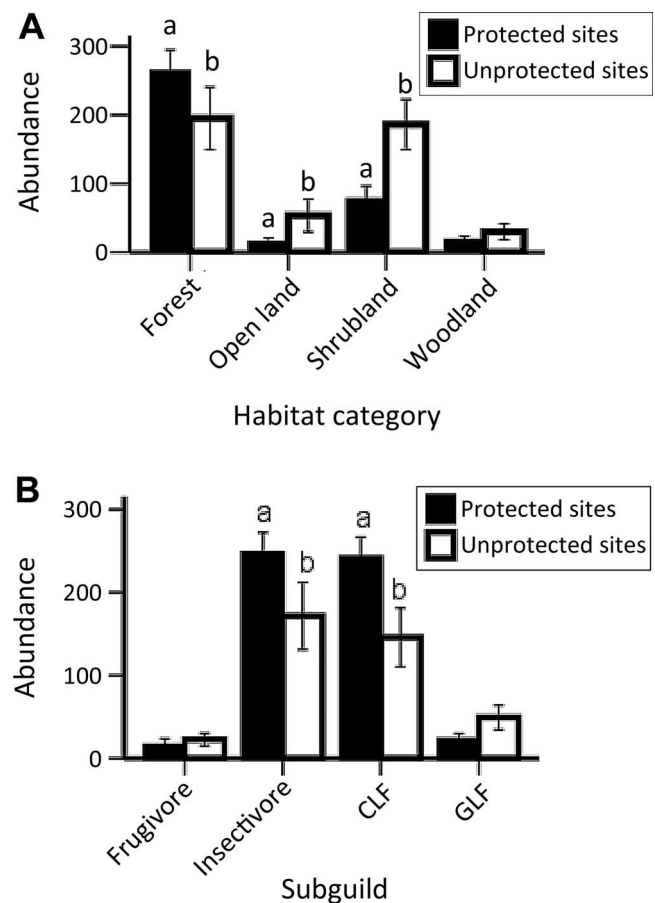 A
Protected sites
Unprotected sites
Abundance
300
200
100
0
a
b
a
b
a
b
Forest
Open land
Shrubland
Woodland
Habitat category
B
Protected sites
Unprotected sites
Abundance
300
200
100
0
a
b
a
b
Frugivore
Insectivore
CLF
GLF
Subguild